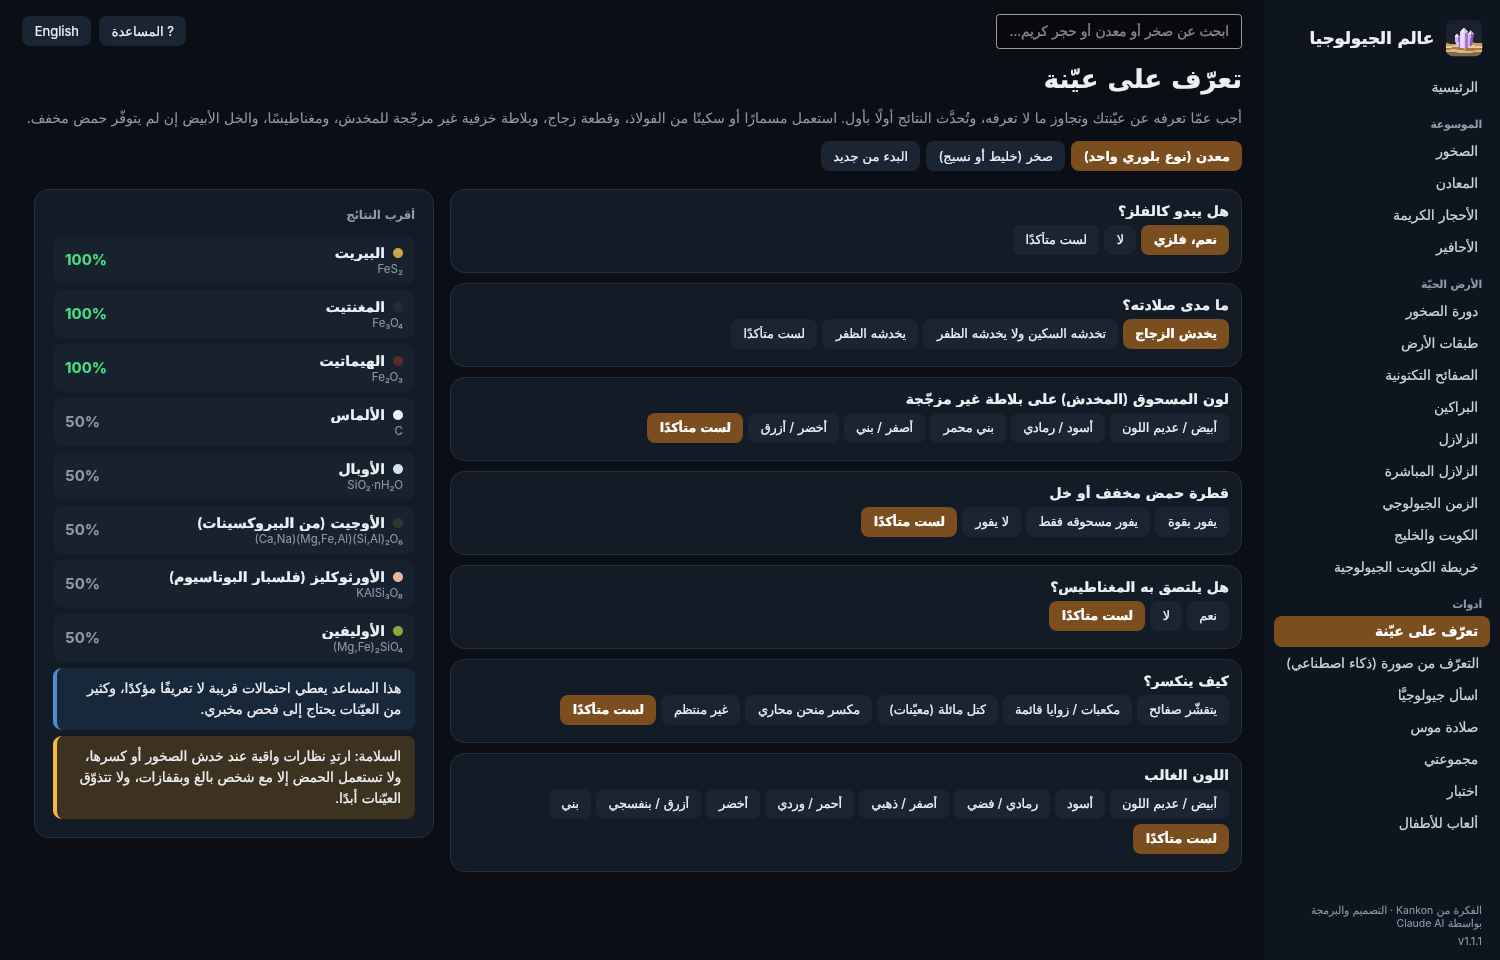 عالم الجيولوجيا
الرئيسية
الموسوعة
الصخور
المعادن
الأحجار الكريمة
الأحافير
الأرض الحيّة
دورة الصخور
طبقات الأرض
الصفائح التكتونية
البراكين
الزلازل
الزلازل المباشرة
الزمن الجيولوجي
الكويت والخليج
خريطة الكويت الجيولوجية
أدوات
تعرّف على عيّنة
التعرّف من صورة (ذكاء اصطناعي)
اسأل جيولوجيًّا
صلادة موس
مجموعتي
اختبار
ألعاب للأطفال
الفكرة من Kankon · التصميم والبرمجة
بواسطة Claude AI
v1.1.1
ابحث عن صخر أو معدن أو حجر كريم...
? المساعدة
English
تعرّف على عيّنة
أجب عمّا تعرفه عن عيّنتك وتجاوز ما لا تعرفه، وتُحدَّث النتائج أولًا بأول. استعمل مسمارًا أو سكينًا من الفولاذ، وقطعة زجاج، وبلاطة خزفية غير مزجّجة للمخدش، ومغناطيسًا، والخل الأبيض إن لم يتوفّر حمض مخفف.
معدن (نوع بلوري واحد)
صخر (خليط أو نسيج)
البدء من جديد
هل يبدو كالفلز؟
نعم، فلزي
لا
لست متأكدًا
ما مدى صلادته؟
يخدش الزجاج
تخدشه السكين ولا يخدشه الظفر
يخدشه الظفر
لست متأكدًا
لون المسحوق (المخدش) على بلاطة غير مزجّجة
أبيض / عديم اللون
أسود / رمادي
بني محمر
أصفر / بني
أخضر / أزرق
لست متأكدًا
قطرة حمض مخفف أو خل
يفور بقوة
يفور مسحوقه فقط
لا يفور
لست متأكدًا
هل يلتصق به المغناطيس؟
نعم
لا
لست متأكدًا
كيف ينكسر؟
يتقشّر صفائح
مكعبات / زوايا قائمة
كتل مائلة (معيّنات)
مكسر منحن محاري
غير منتظم
لست متأكدًا
اللون الغالب
أبيض / عديم اللون
أسود
رمادي / فضي
أصفر / ذهبي
أحمر / وردي
أخضر
أزرق / بنفسجي
بني
لست متأكدًا
أقرب النتائج
البيريت
FeS₂
100%
المغنتيت
Fe₃O₄
100%
الهيماتيت
Fe₂O₃
100%
الألماس
C
50%
الأوبال
SiO₂·nH₂O
50%
الأوجيت (من البيروكسينات)
(Ca,Na)(Mg,Fe,Al)(Si,Al)₂O₆
50%
الأورثوكليز (فلسبار البوتاسيوم)
KAlSi₃O₈
50%
الأوليفين
(Mg,Fe)₂SiO₄
50%
هذا المساعد يعطي احتمالات قريبة لا تعريفًا مؤكدًا، وكثير
من العيّنات يحتاج إلى فحص مخبري.
السلامة: ارتدِ نظارات واقية عند خدش الصخور أو كسرها،
ولا تستعمل الحمض إلا مع شخص بالغ وبقفازات، ولا تتذوّق
العيّنات أبدًا.